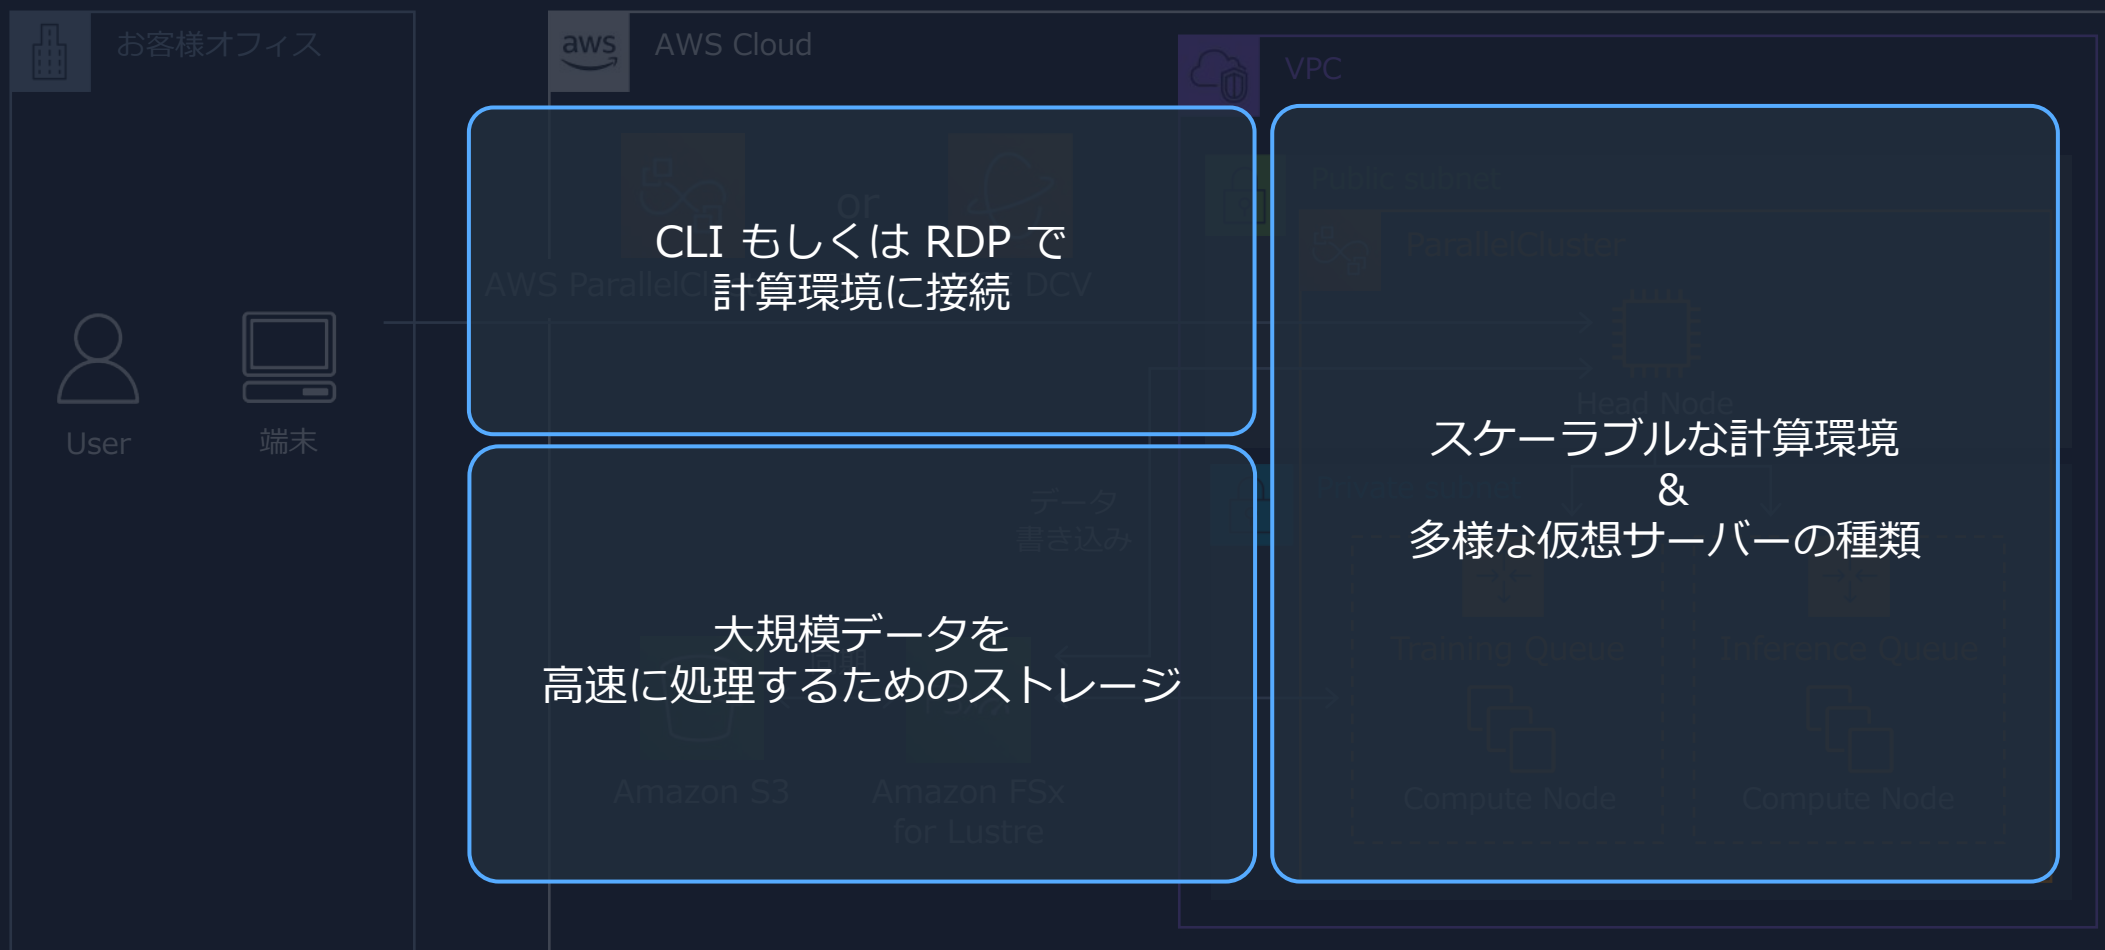 お客様オフィス
aws
AWS Cloud
VPC
Public subnet
or
ParallelCluster
CLI もしくは RDP で
計算環境に接続
AWS ParallelCl
DCV
Head Node
User
端末
スケーラブルな計算環境
&
多様な仮想サーバーの種類
データ
書き込み
大規模データを
高速に処理するためのストレージ
Training Queue
Inference Queue
Amazon S3
Amazon FSx
for Lustre
Compute Node
Compute Node